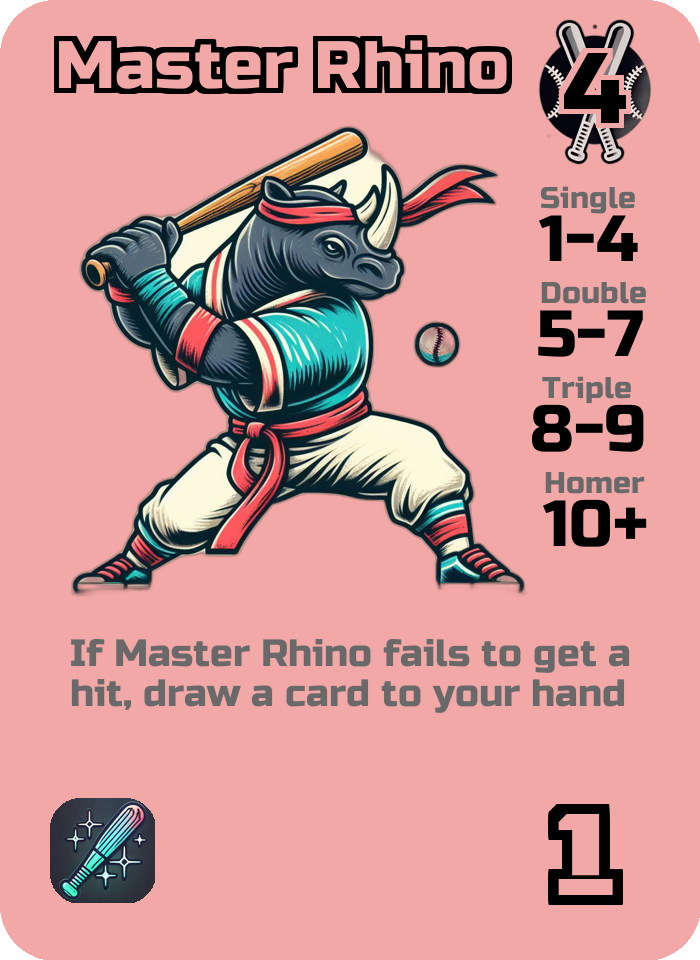 Master Rhino
4
Single
1-4
Double
5-7
Triple
8-9
Homer
10+
If Master Rhino fails to get a
hit, draw a card to your hand
1